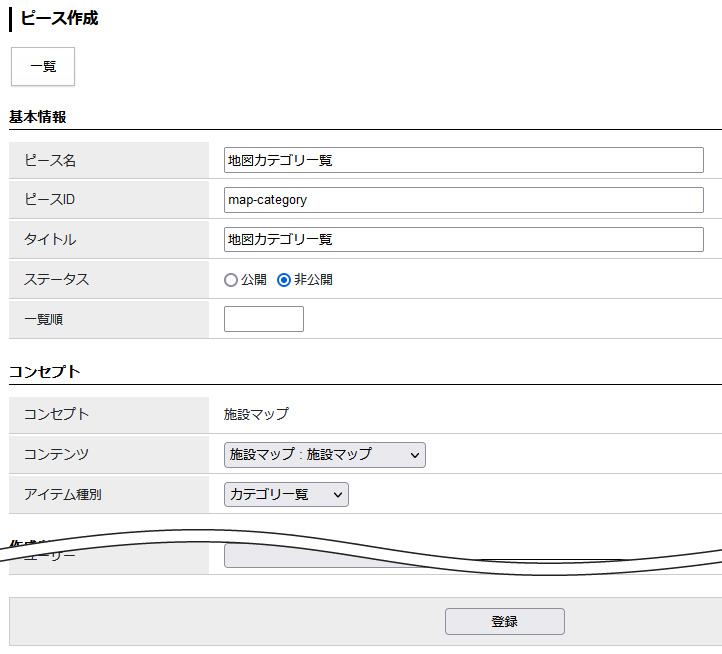 ピース作成
一覧
基本情報
ピース名 地図カテゴリ一覧
ピースID map-category
タイトル 地図カテゴリ一覧
ステータス 公開 非公開
一覧順
コンセプト
コンセプト 施設マップ
コンテンツ 施設マップ : 施設マップ
アイテム種別 カテゴリ一覧
ユーザー
登録